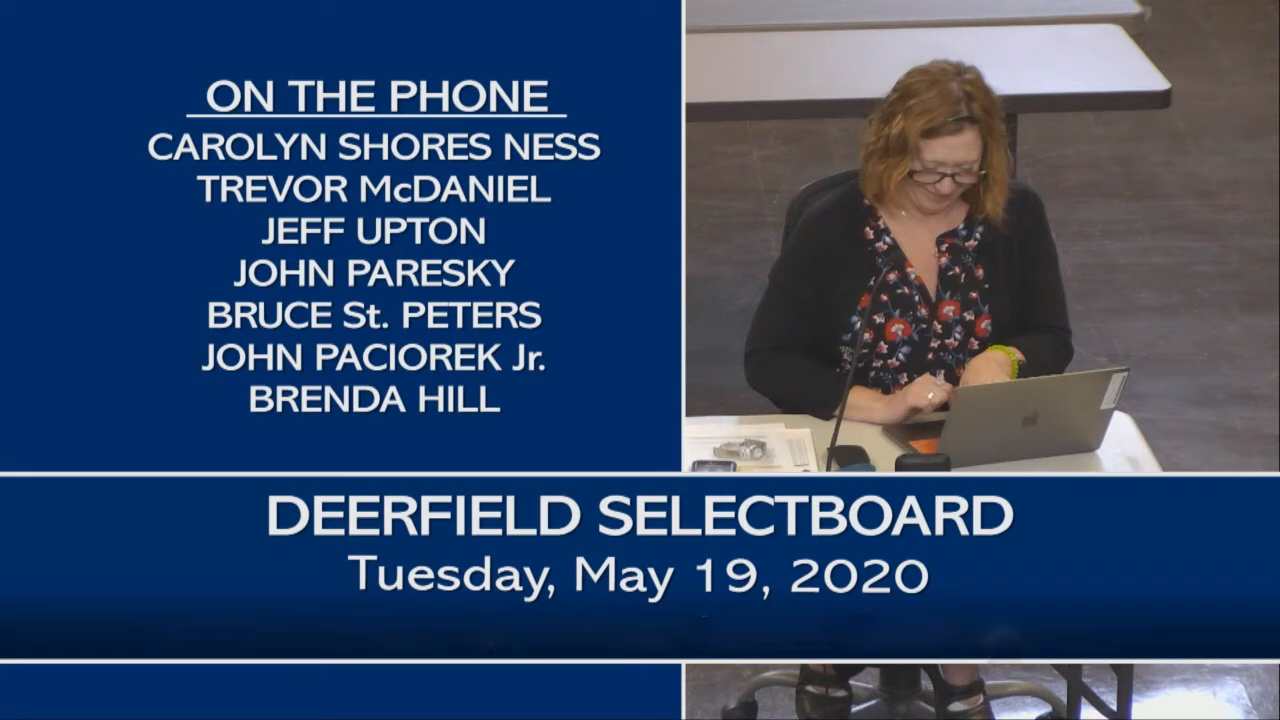 ON THE PHONE
CAROLYN SHORES NESS
TREVOR McDANIEL
JEFF UPTON
JOHN PARESKY
BRUCE St. PETERS
JOHN PACIOREK Jr.
BRENDA HILL
DEERFIELD SELECTBOARD
Tuesday, May 19, 2020